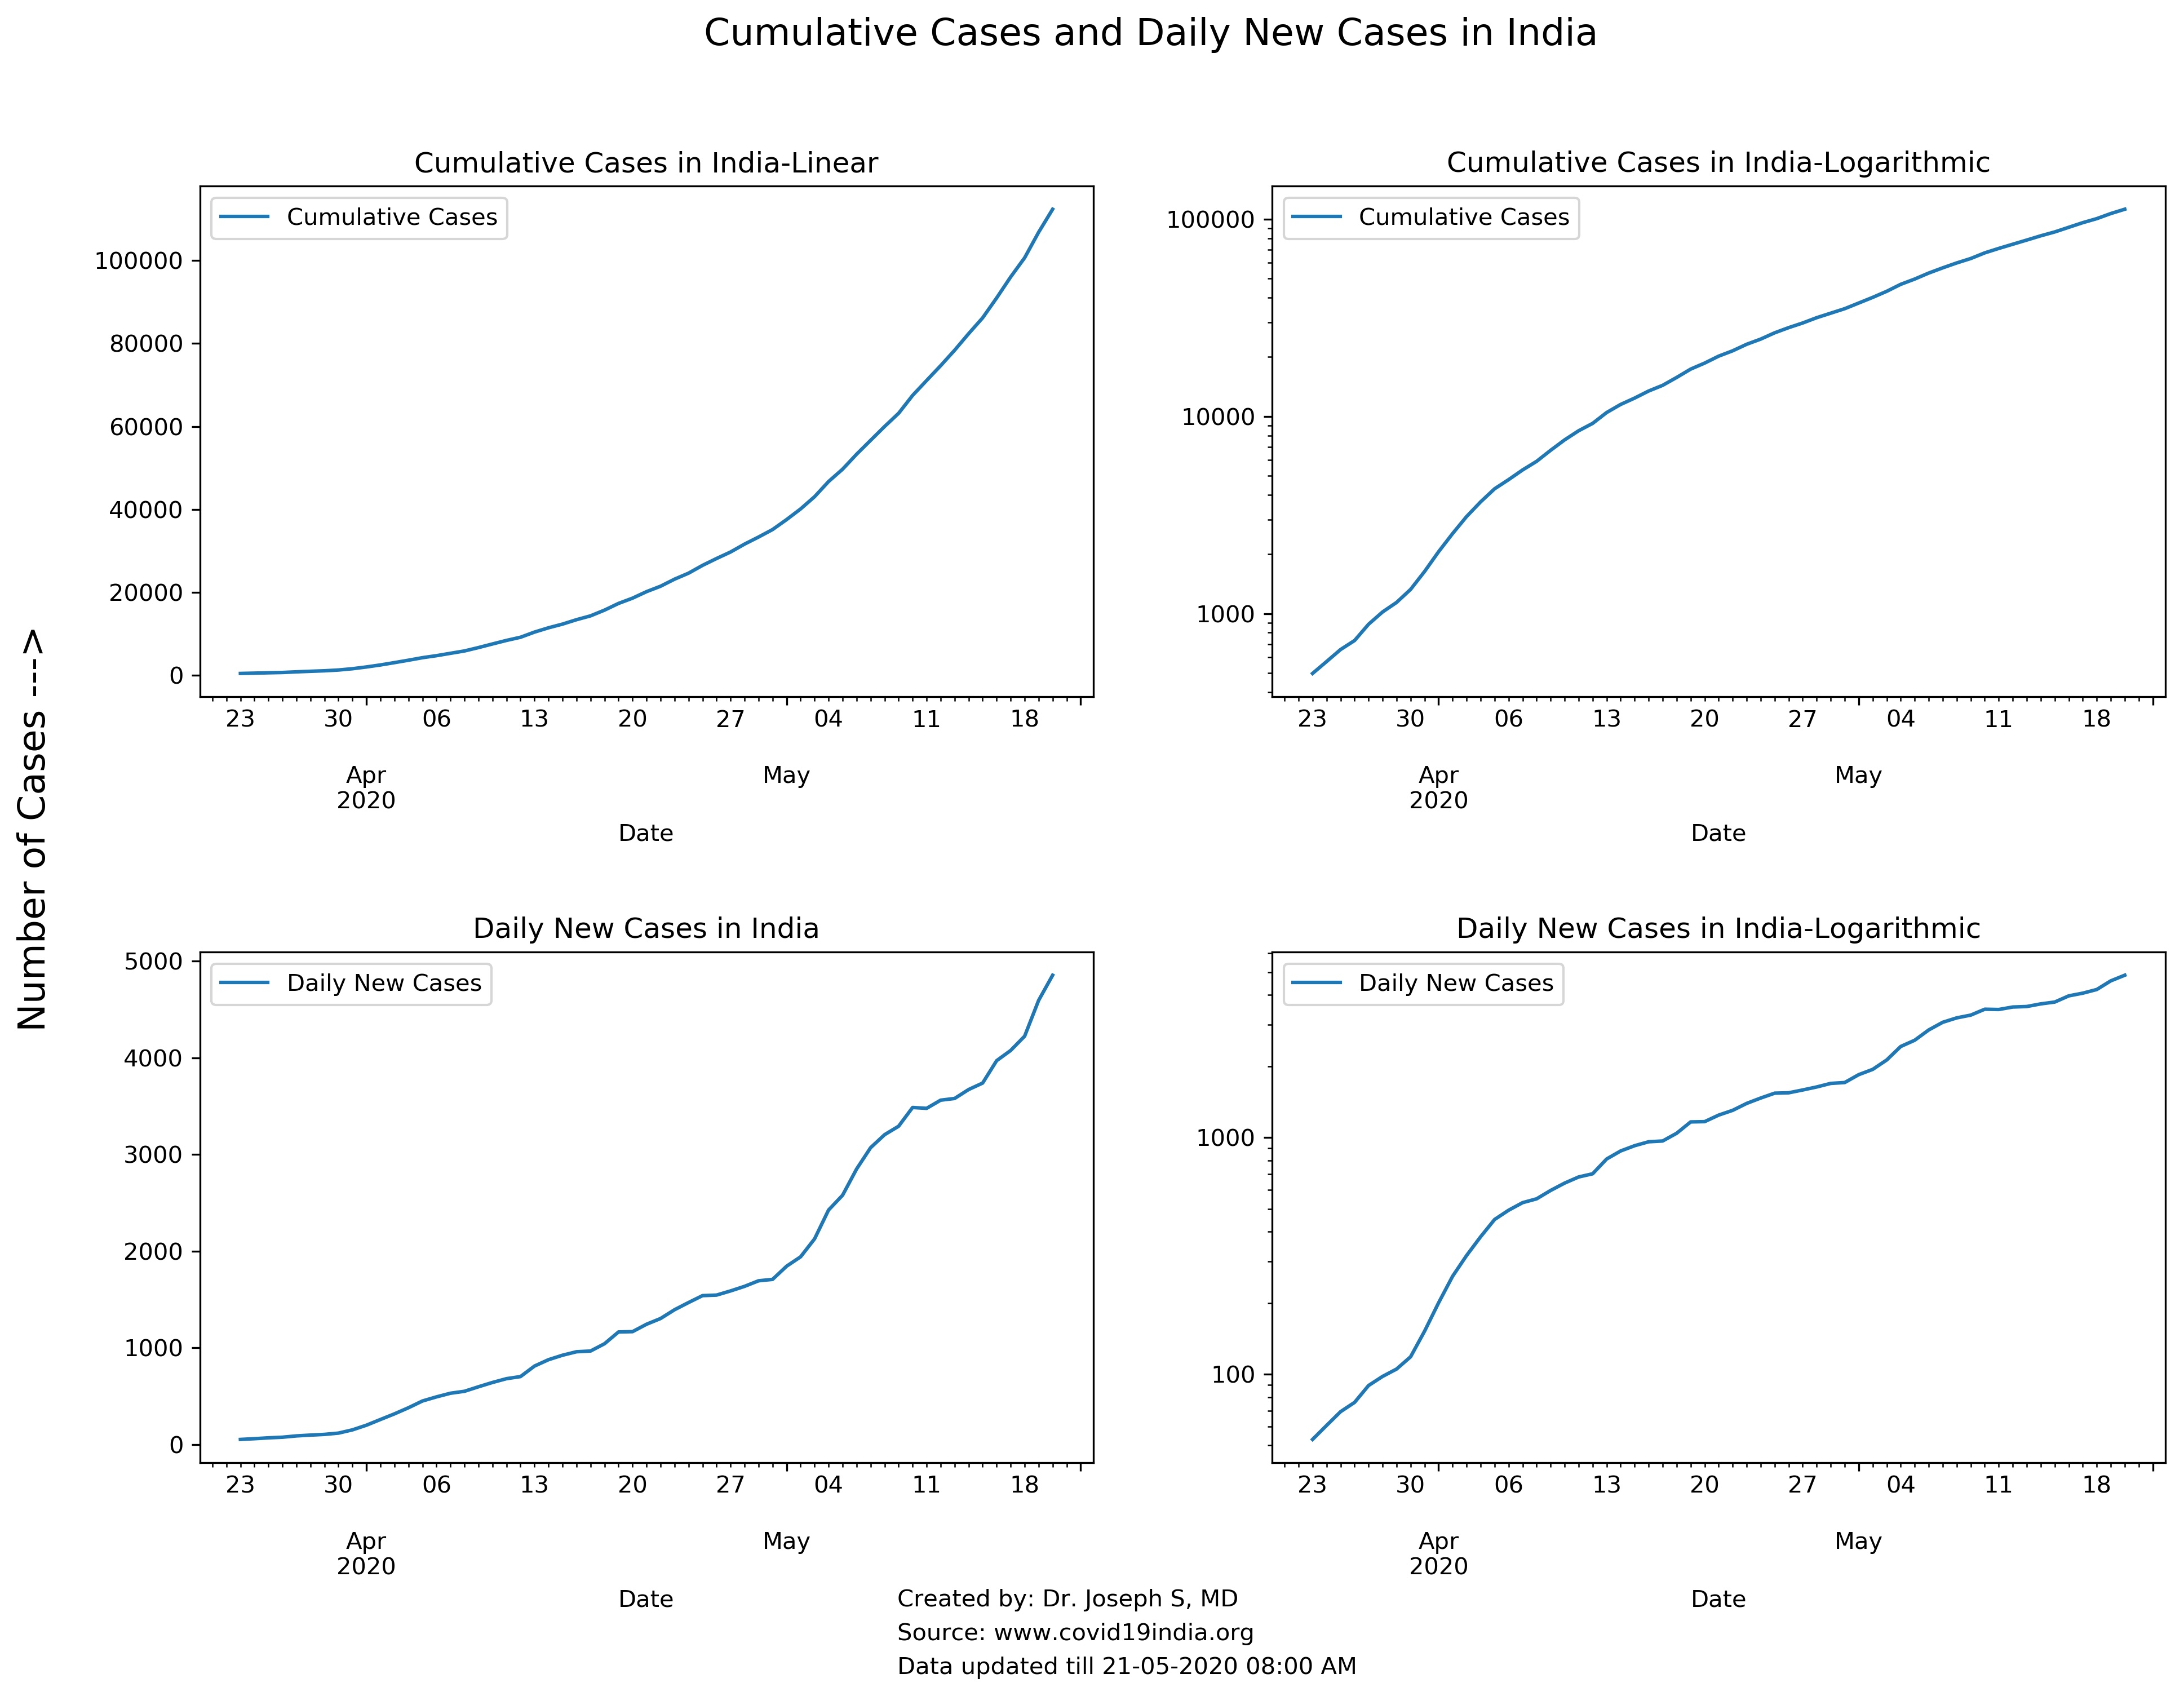 Cumulative Cases and Daily New Cases in India
Number of Cases --->
Cumulative Cases in India-Linear
Cumulative Cases
100000
80000
60000
40000
20000
0
23 30 06 13 20 27 04 11 18
Apr May
2020
Date
Cumulative Cases in India-Logarithmic
Cumulative Cases
100000
10000
1000
23 30 06 13 20 27 04 11 18
Apr May
2020
Date
Daily New Cases in India
Daily New Cases
5000
4000
3000
2000
1000
0
23 30 06 13 20 27 04 11 18
Apr May
2020
Date
Daily New Cases in India-Logarithmic
Daily New Cases
1000
100
23 30 06 13 20 27 04 11 18
Apr May
2020
Date
Created by: Dr. Joseph S, MD
Source: www.covid19india.org
Data updated till 21-05-2020 08:00 AM